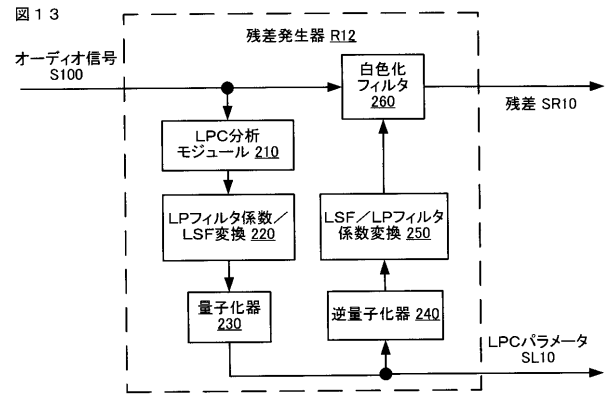 図13
残差発生器 R12
オーディオ信号
S100
白色化
フィルタ
260
残差 SR10
LPC分析
モジュール 210
LPフィルタ係数/
LSF変換 220
LSF/LPフィルタ
係数変換 250
量子化器
230
逆量子化器 240
LPCパラメータ
SL10